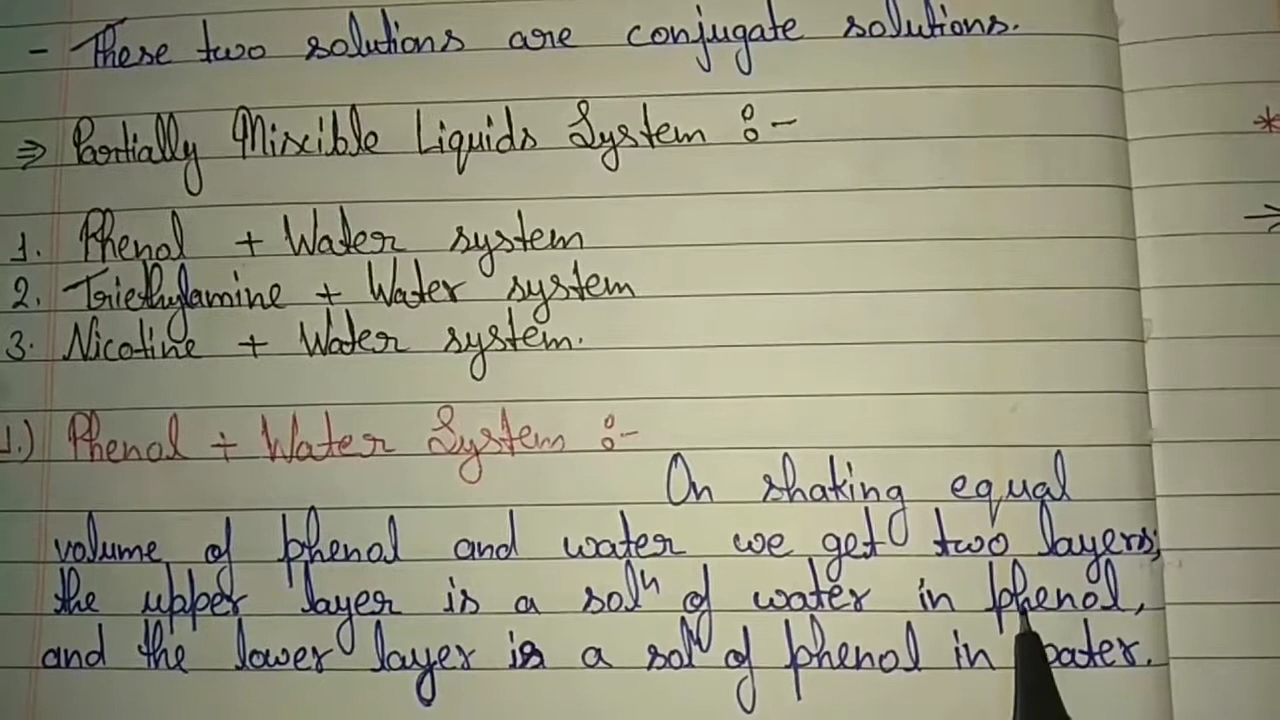 - These two solutions are conjugate solutions.
⇒ Partially Miscible Liquids System :-
1. Phenol + Water system
2. Triethylamine + Water system
3. Nicotine + Water system.
1.) Phenol + Water System :-
On shaking equal
volume of phenol and water we get two layers;
the upper layer is a solⁿ of water in phenol,
and the lower layer is a solⁿ of phenol in water.